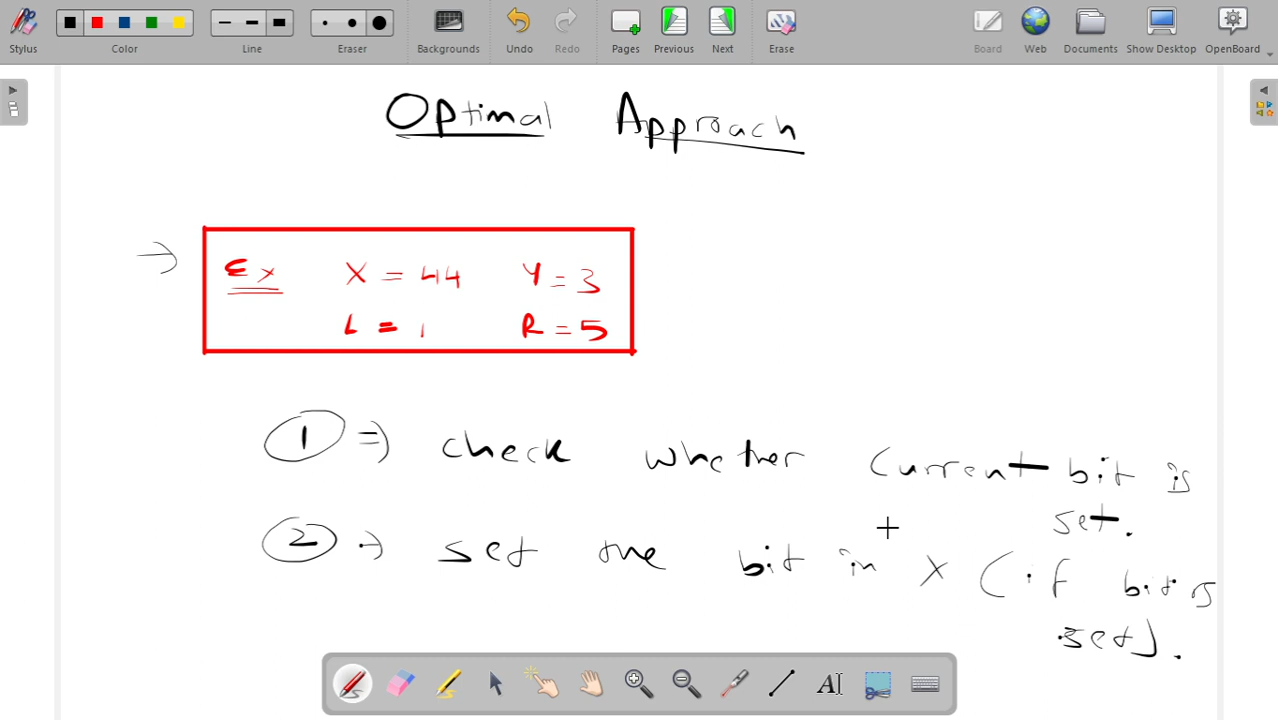 Stylus Color Line Eraser Backgrounds Undo Redo Pages Previous Next Erase Board Web Documents Show Desktop OpenBoard
Optimal Approach
→ Ex X = 44 Y = 3
L = 1 R = 5
1 ⇒ check whether current bit is
set.
2 → set the bit in X (if bit is
set).
AI